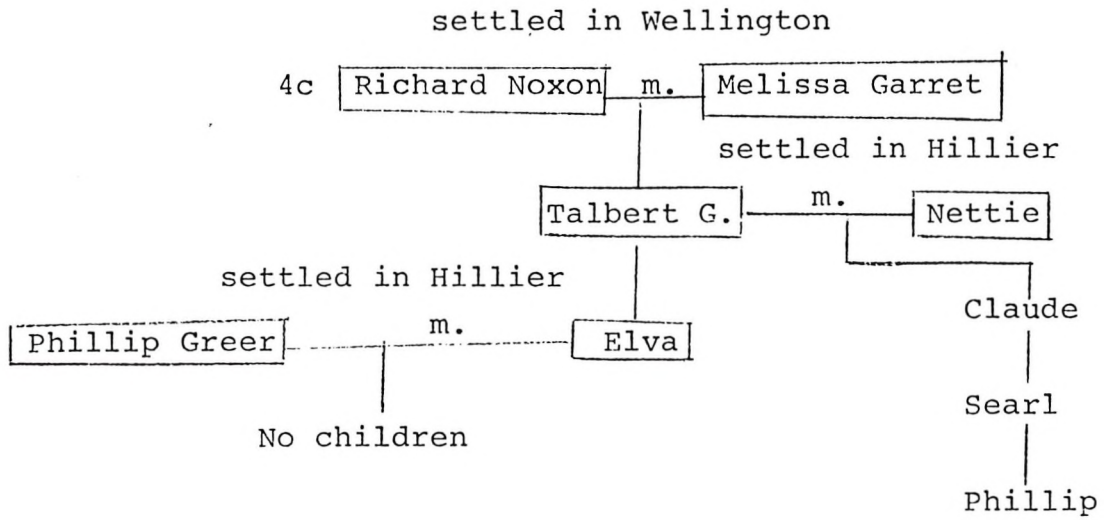 settled in Wellington
4c Richard Noxon m. Melissa Garret
settled in Hillier
Talbert G. m. Nettie
settled in Hillier
Claude
Phillip Greer m. Elva
Searl
No children
Phillip